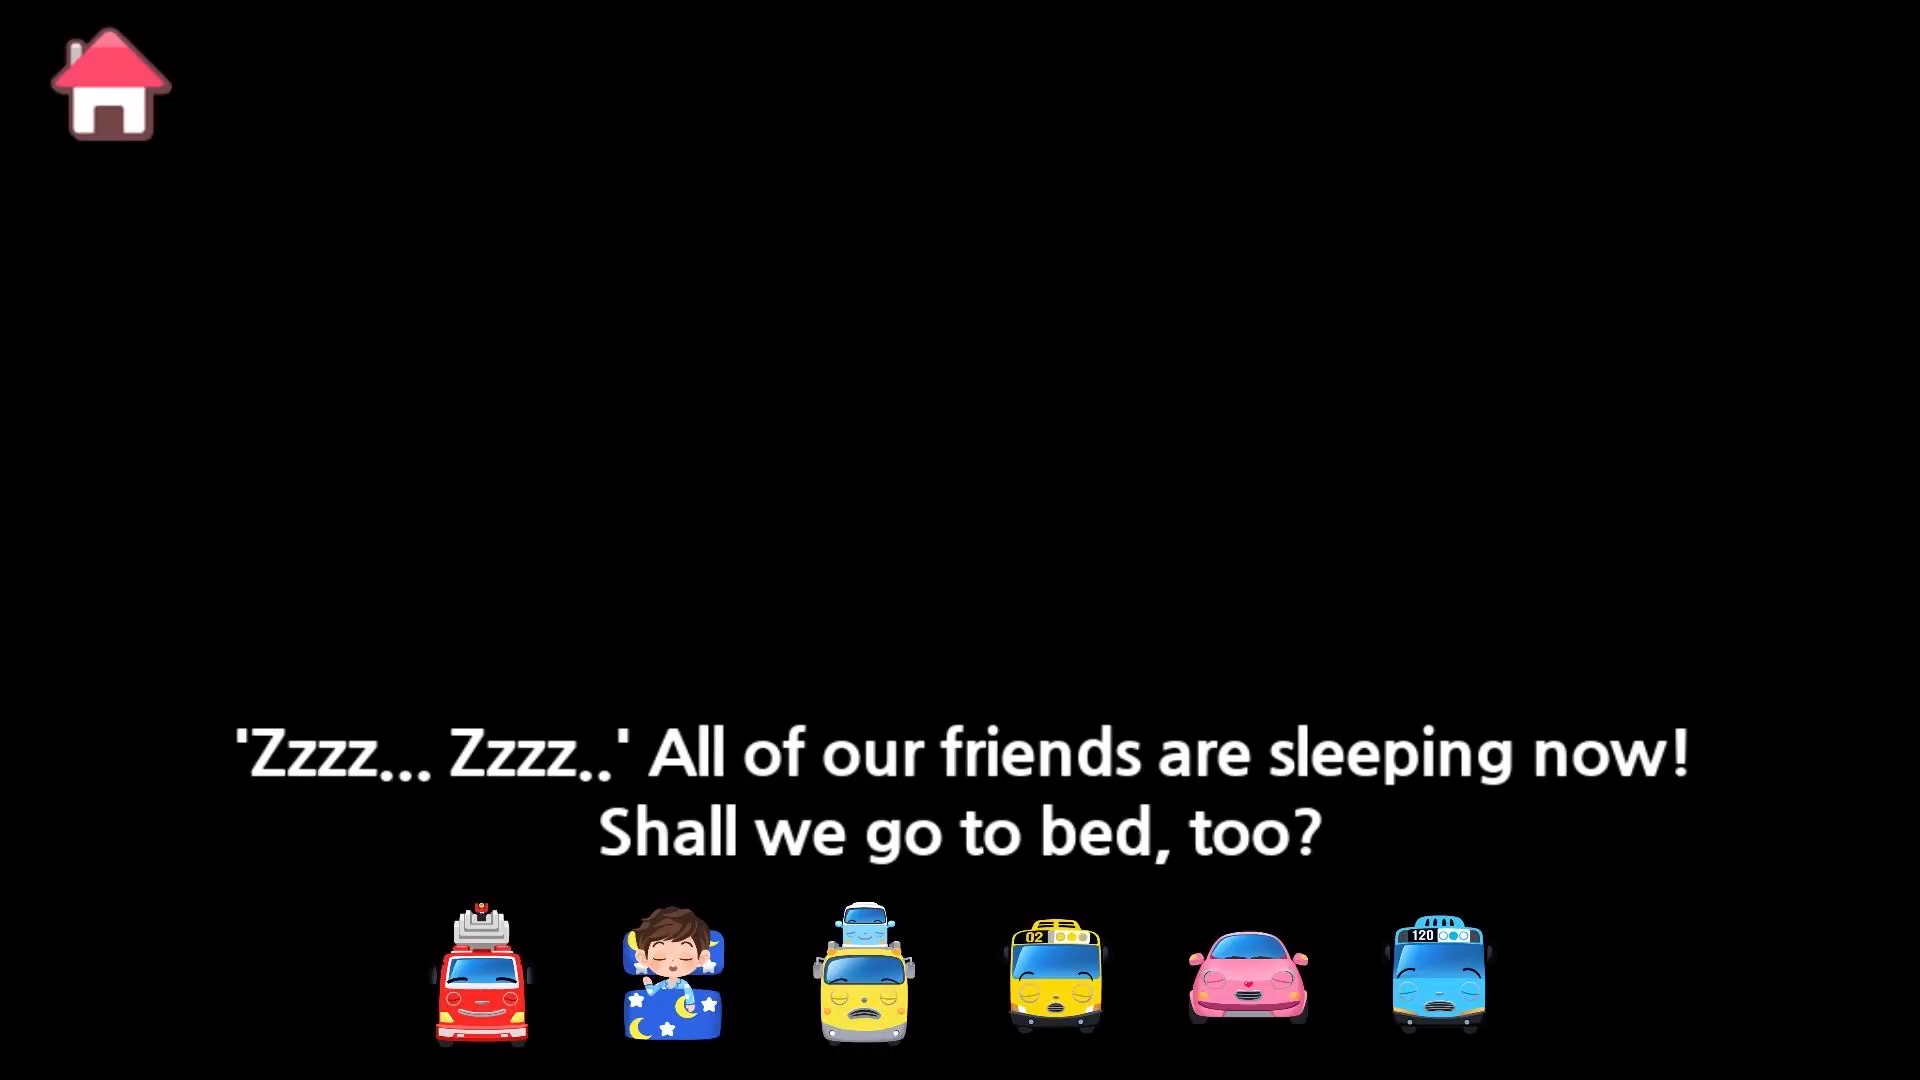 'Zzzz... Zzzz..' All of our friends are sleeping now!
Shall we go to bed, too?
02
120